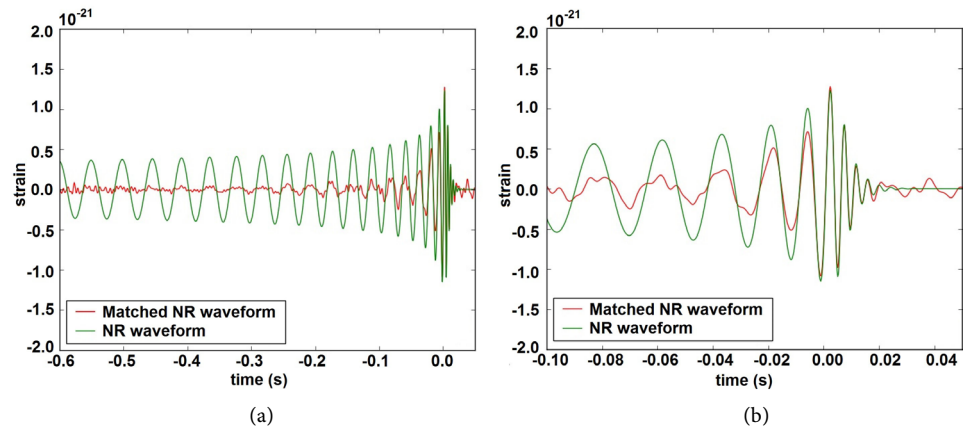 10-21
2.0
1.5
1.0
0.5
0.0
-0.5
-1.0
-1.5
-2.0
strain
Matched NR waveform
NR waveform
-0.6 -0.5 -0.4 -0.3 -0.2 -0.1 0.0
time (s)
(a)
10-21
2.0
1.5
1.0
0.5
0.0
-0.5
-1.0
-1.5
-2.0
strain
Matched NR waveform
NR waveform
-0.10 -0.08 -0.06 -0.04 -0.02 0.00 0.02 0.04
time (s)
(b)